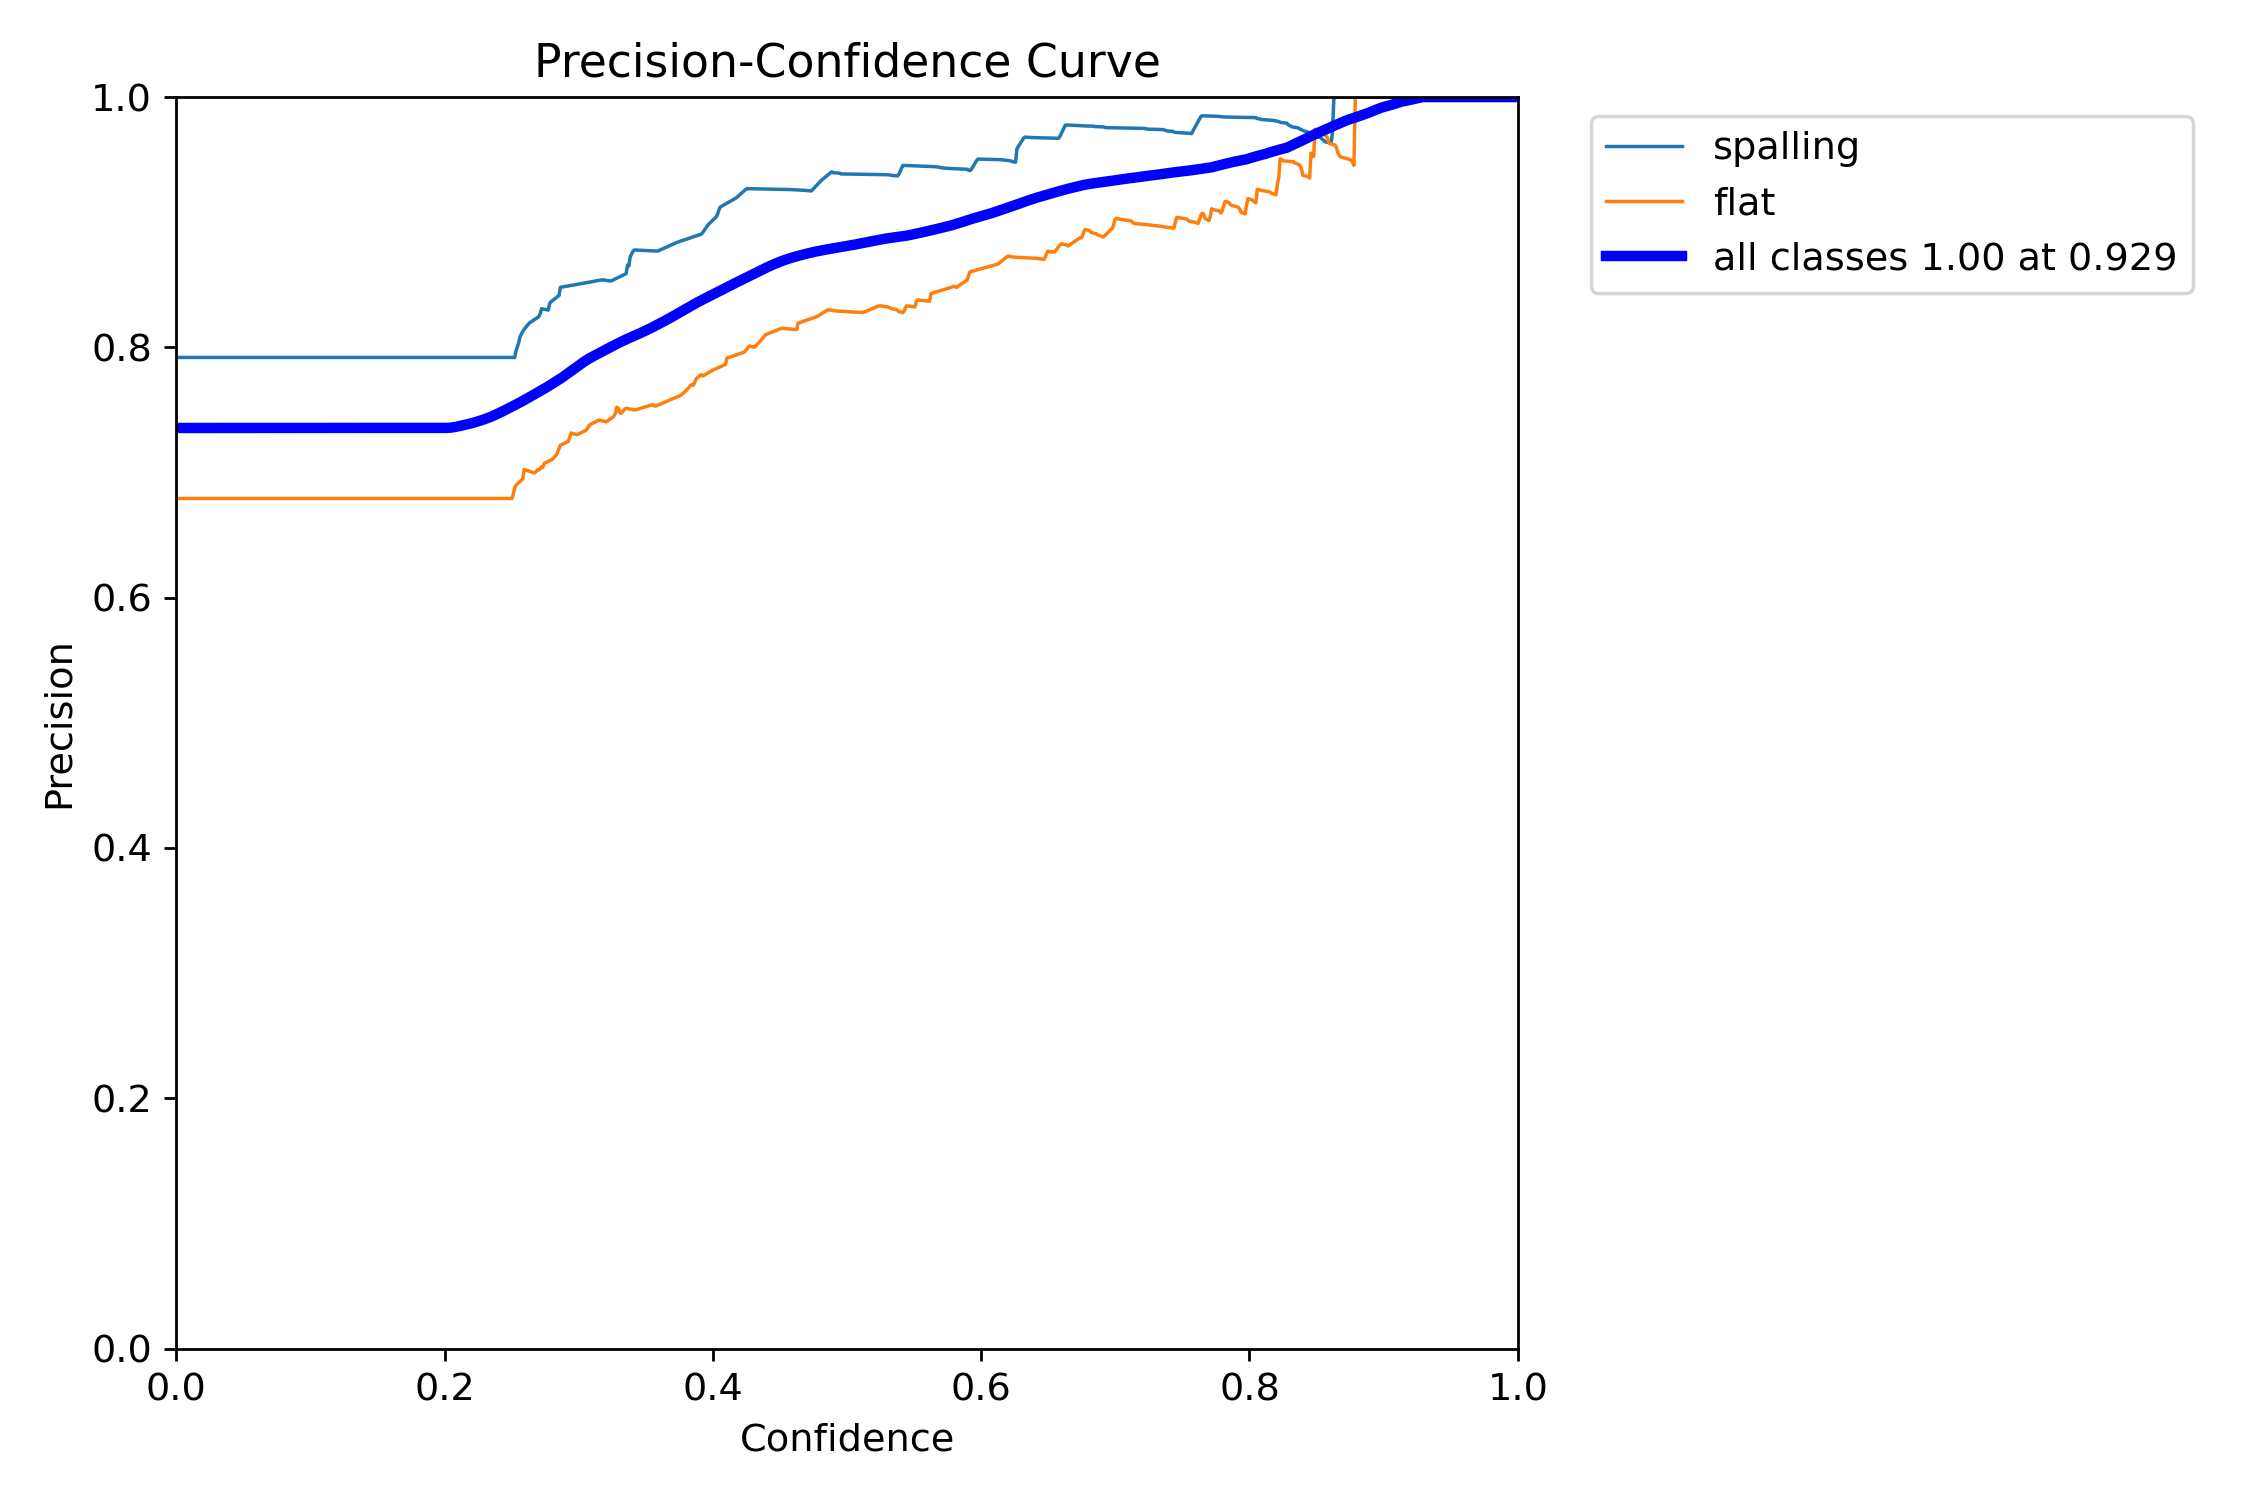 Precision-Confidence Curve
1.0
0.8
0.6
0.4
0.2
0.0
Precision
0.0 0.2 0.4 0.6 0.8 1.0
Confidence
spalling
flat
all classes 1.00 at 0.929